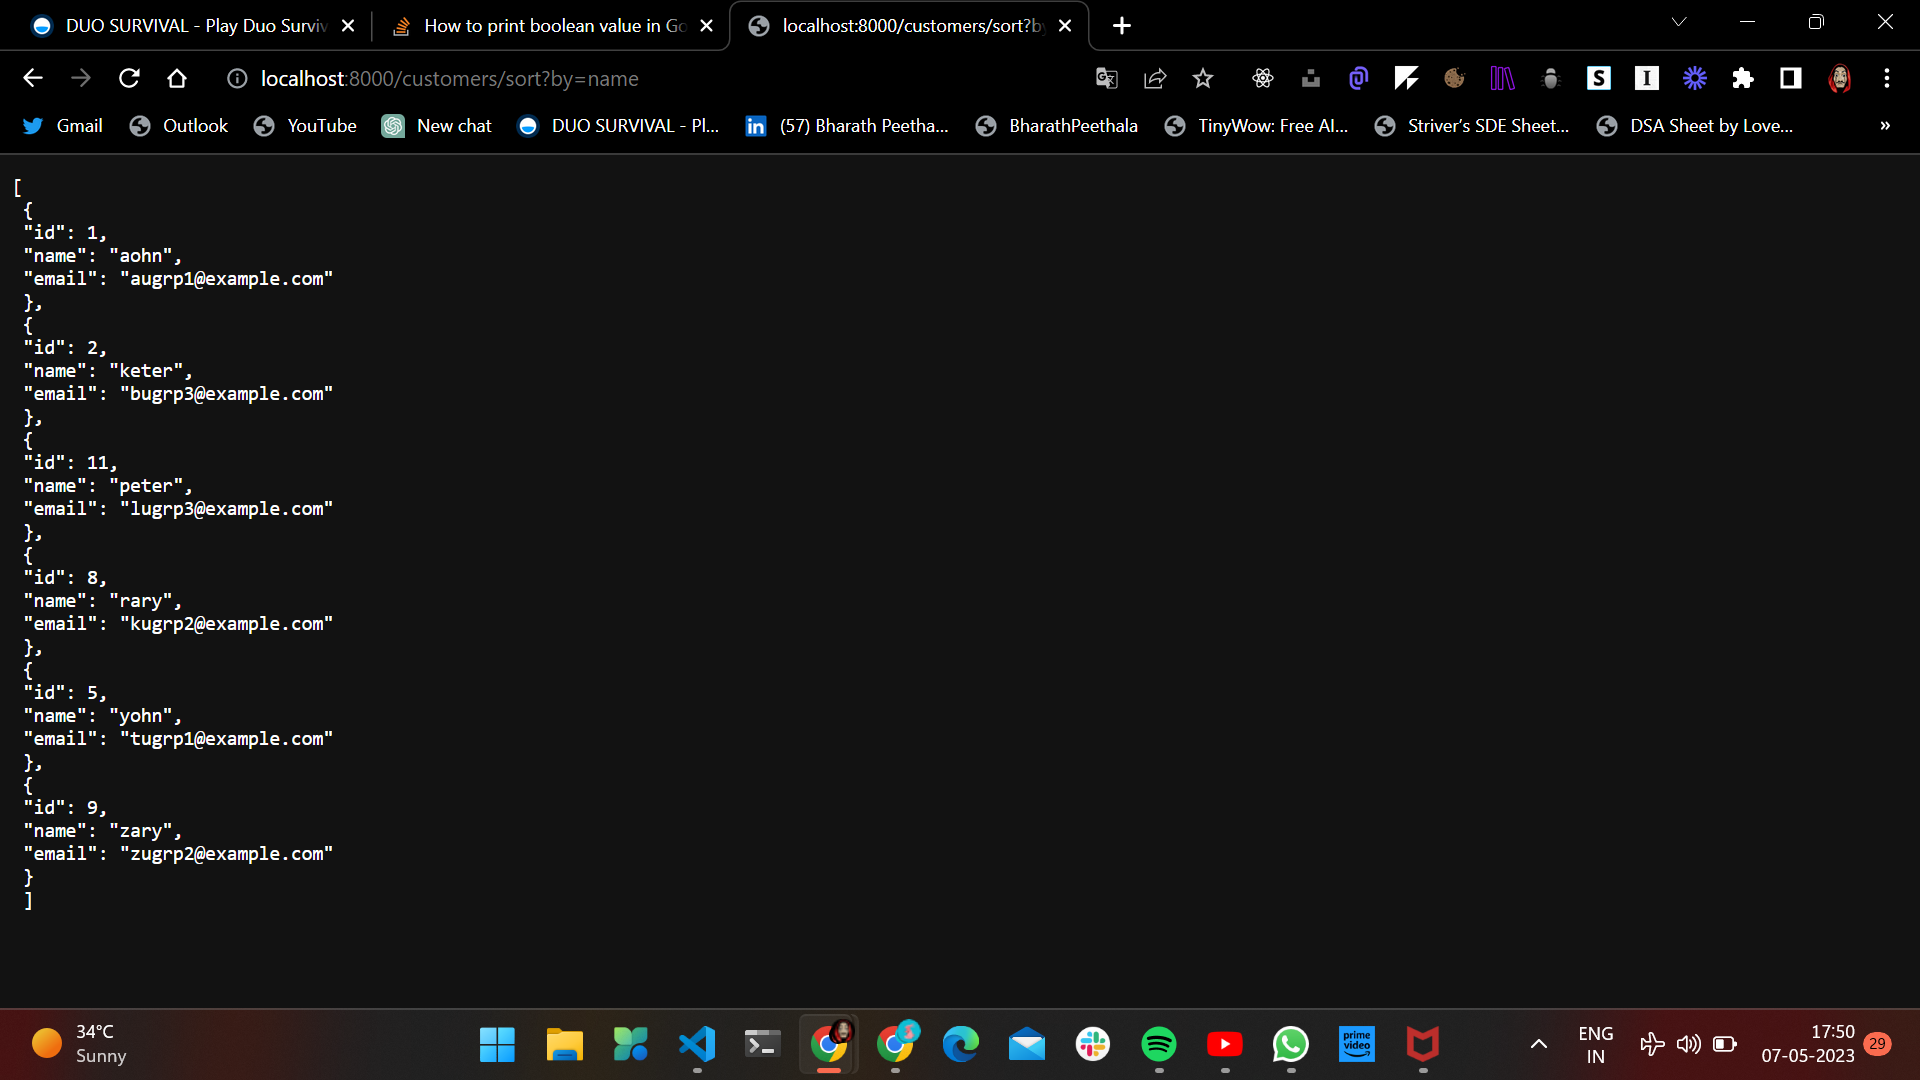 DUO SURVIVAL - Play Duo Surviv
How to print boolean value in Go
localhost:8000/customers/sort?by
localhost:8000/customers/sort?by=name
Gmail
Outlook
YouTube
New chat
DUO SURVIVAL - Pl...
(57) Bharath Peetha...
BharathPeethala
TinyWow: Free AI...
Striver's SDE Sheet...
DSA Sheet by Love...
»
[
{
"id": 1,
"name": "aohn",
"email": "augrp1@example.com"
},
{
"id": 2,
"name": "keter",
"email": "bugrp3@example.com"
},
{
"id": 11,
"name": "peter",
"email": "lugrp3@example.com"
},
{
"id": 8,
"name": "rary",
"email": "kugrp2@example.com"
},
{
"id": 5,
"name": "yohn",
"email": "tugrp1@example.com"
},
{
"id": 9,
"name": "zary",
"email": "zugrp2@example.com"
}
]
34°C
Sunny
prime
video
ENG
IN
17:50
07-05-2023
29